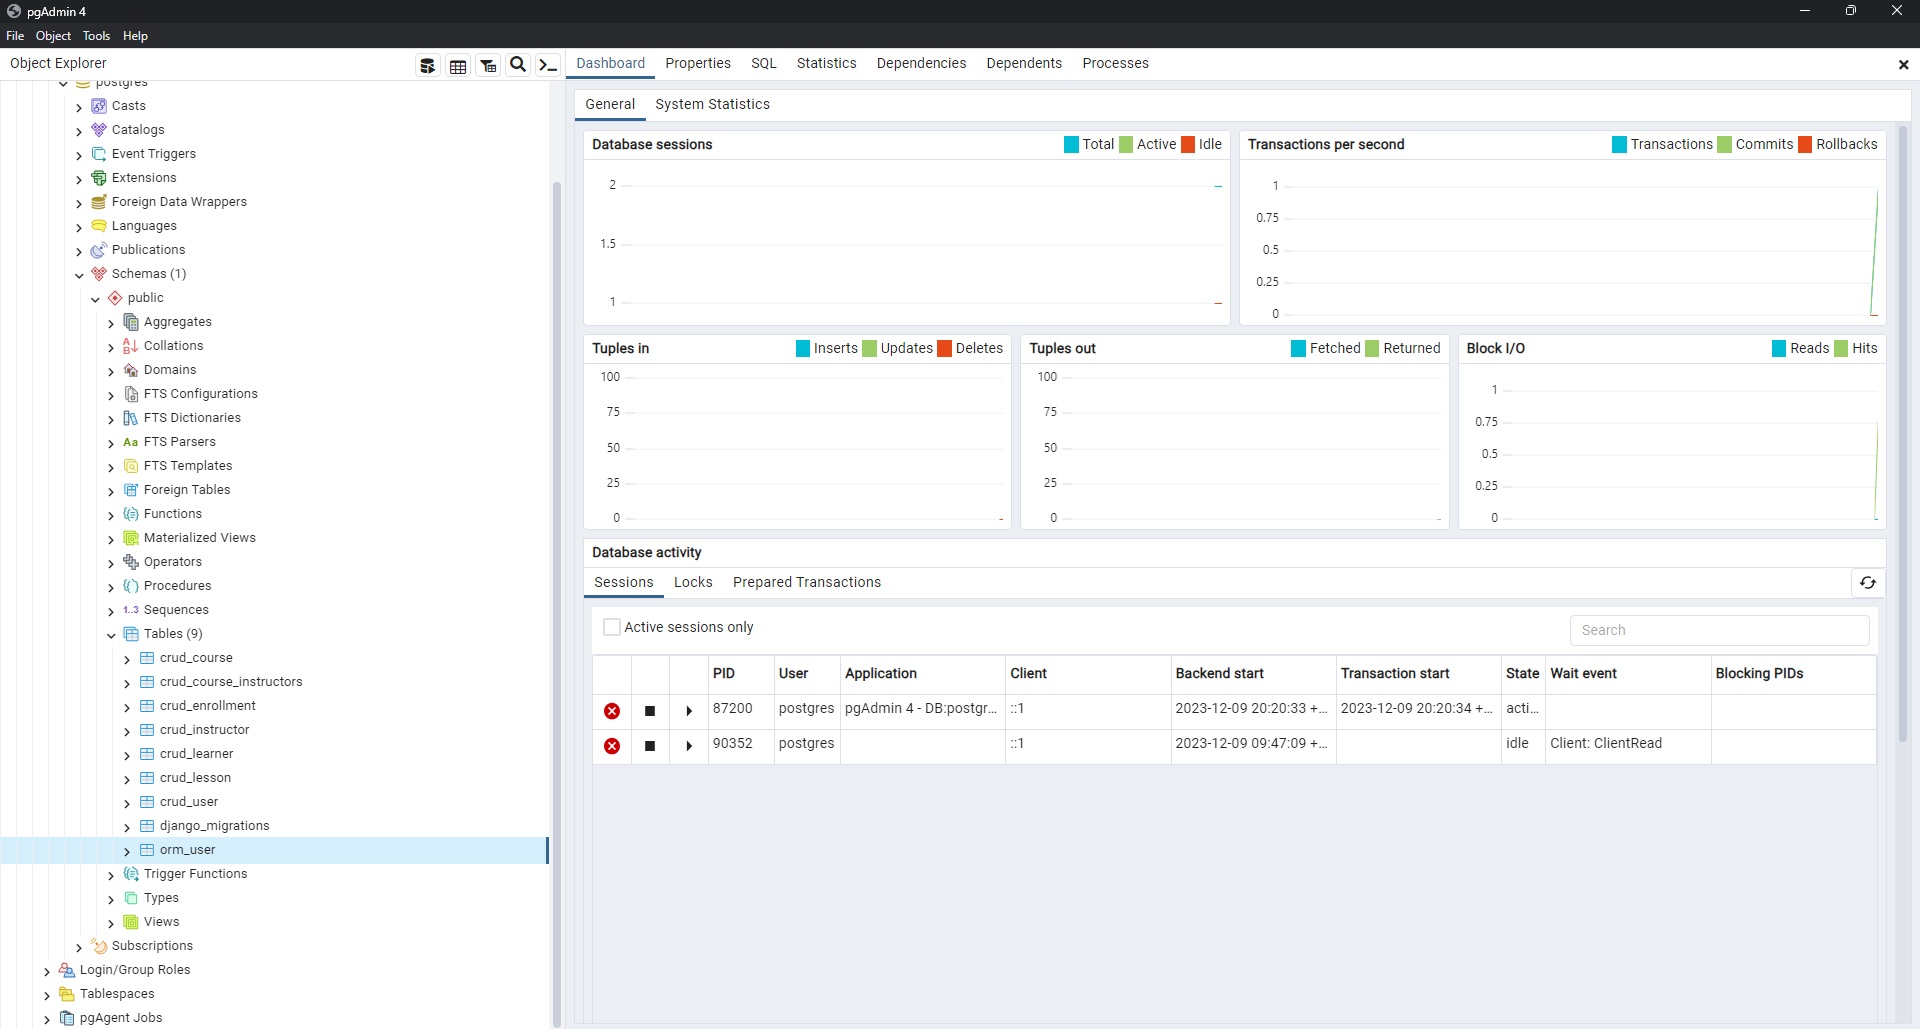 pgAdmin 4
File Object Tools Help
Object Explorer
postgres
Casts
Catalogs
Event Triggers
Extensions
Foreign Data Wrappers
Languages
Publications
Schemas (1)
public
Aggregates
Collations
Domains
FTS Configurations
FTS Dictionaries
Aa FTS Parsers
FTS Templates
Foreign Tables
Functions
Materialized Views
Operators
Procedures
1..3 Sequences
Tables (9)
crud_course
crud_course_instructors
crud_enrollment
crud_instructor
crud_learner
crud_lesson
crud_user
django_migrations
orm_user
Trigger Functions
Types
Views
Subscriptions
Login/Group Roles
Tablespaces
pgAgent Jobs
Dashboard Properties SQL Statistics Dependencies Dependents Processes
General System Statistics
Database sessions Total Active Idle
2
1.5
1
Transactions per second Transactions Commits Rollbacks
1
0.75
0.5
0.25
0
Tuples in Inserts Updates Deletes
100
75
50
25
0
Tuples out Fetched Returned
100
75
50
25
0
Block I/O Reads Hits
1
0.75
0.5
0.25
0
Database activity
Sessions Locks Prepared Transactions
Active sessions only Search
PID User Application Client Backend start Transaction start State Wait event Blocking PIDs
87200 postgres pgAdmin 4 - DB:postgr... ::1 2023-12-09 20:20:33 +... 2023-12-09 20:20:34 +... acti...
90352 postgres ::1 2023-12-09 09:47:09 +... idle Client: ClientRead